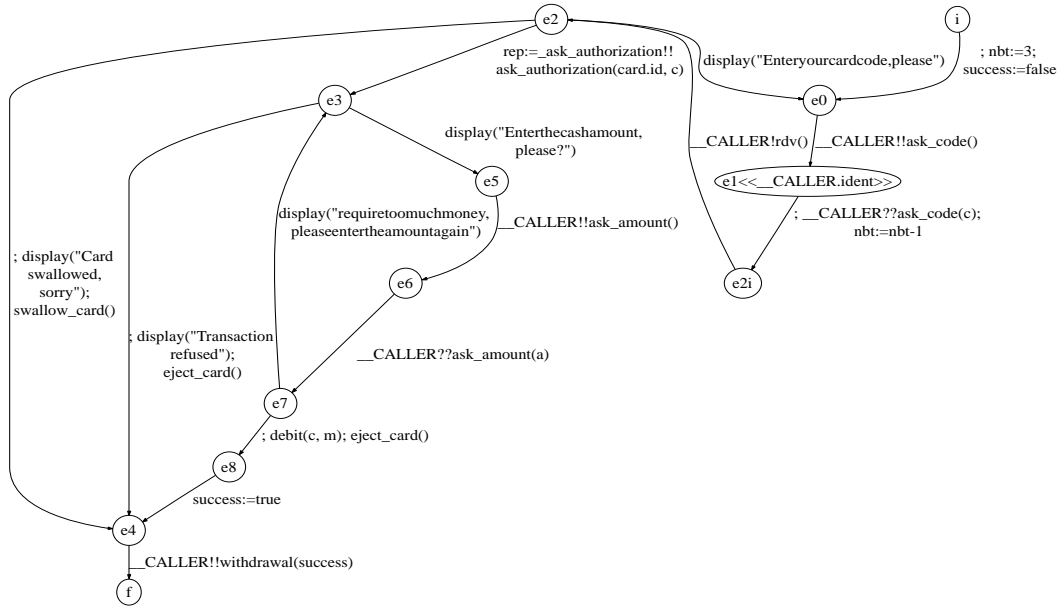 e2
i
rep:=_ask_authorization!!
ask_authorization(card.id, c)
display("Enteryourcardcode,please")
; nbt:=3;
success:=false
e3
e0
display("Enterthecashamount,
please?")
__CALLER!rdv()
__CALLER!!ask_code()
e5
e1<<__CALLER.ident>>
display("requiretoomuchmoney,
pleaseentertheamountagain")
__CALLER!!ask_amount()
; __CALLER??ask_code(c);
nbt:=nbt-1
; display("Card
swallowed,
sorry");
swallow_card()
e6
e2i
; display("Transaction
refused");
eject_card()
__CALLER??ask_amount(a)
e7
; debit(c, m); eject_card()
e8
success:=true
e4
__CALLER!!withdrawal(success)
f